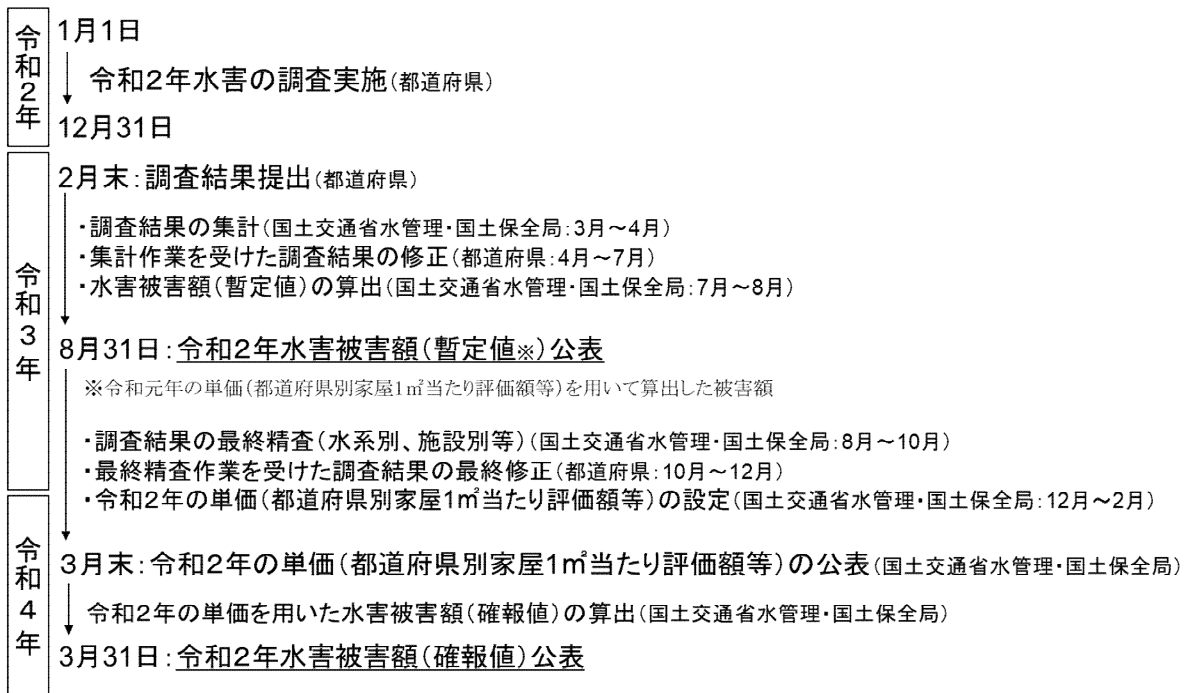 令和2年
1月1日
令和2年水害の調査実施(都道府県)
12月31日
令和3年
2月末:調査結果提出(都道府県)
・調査結果の集計(国土交通省水管理・国土保全局:3月～4月)
・集計作業を受けた調査結果の修正(都道府県:4月～7月)
・水害被害額(暫定値)の算出(国土交通省水管理・国土保全局:7月～8月)
8月31日:令和2年水害被害額(暫定値※)公表
※令和元年の単価(都道府県別家屋1㎡当たり評価額等)を用いて算出した被害額
・調査結果の最終精査(水系別、施設別等)(国土交通省水管理・国土保全局:8月～10月)
・最終精査作業を受けた調査結果の最終修正(都道府県:10月～12月)
・令和2年の単価(都道府県別家屋1㎡当たり評価額等)の設定(国土交通省水管理・国土保全局:12月～2月)
令和4年
3月末:令和2年の単価(都道府県別家屋1㎡当たり評価額等)の公表(国土交通省水管理・国土保全局)
令和2年の単価を用いた水害被害額(確報値)の算出(国土交通省水管理・国土保全局)
3月31日:令和2年水害被害額(確報値)公表